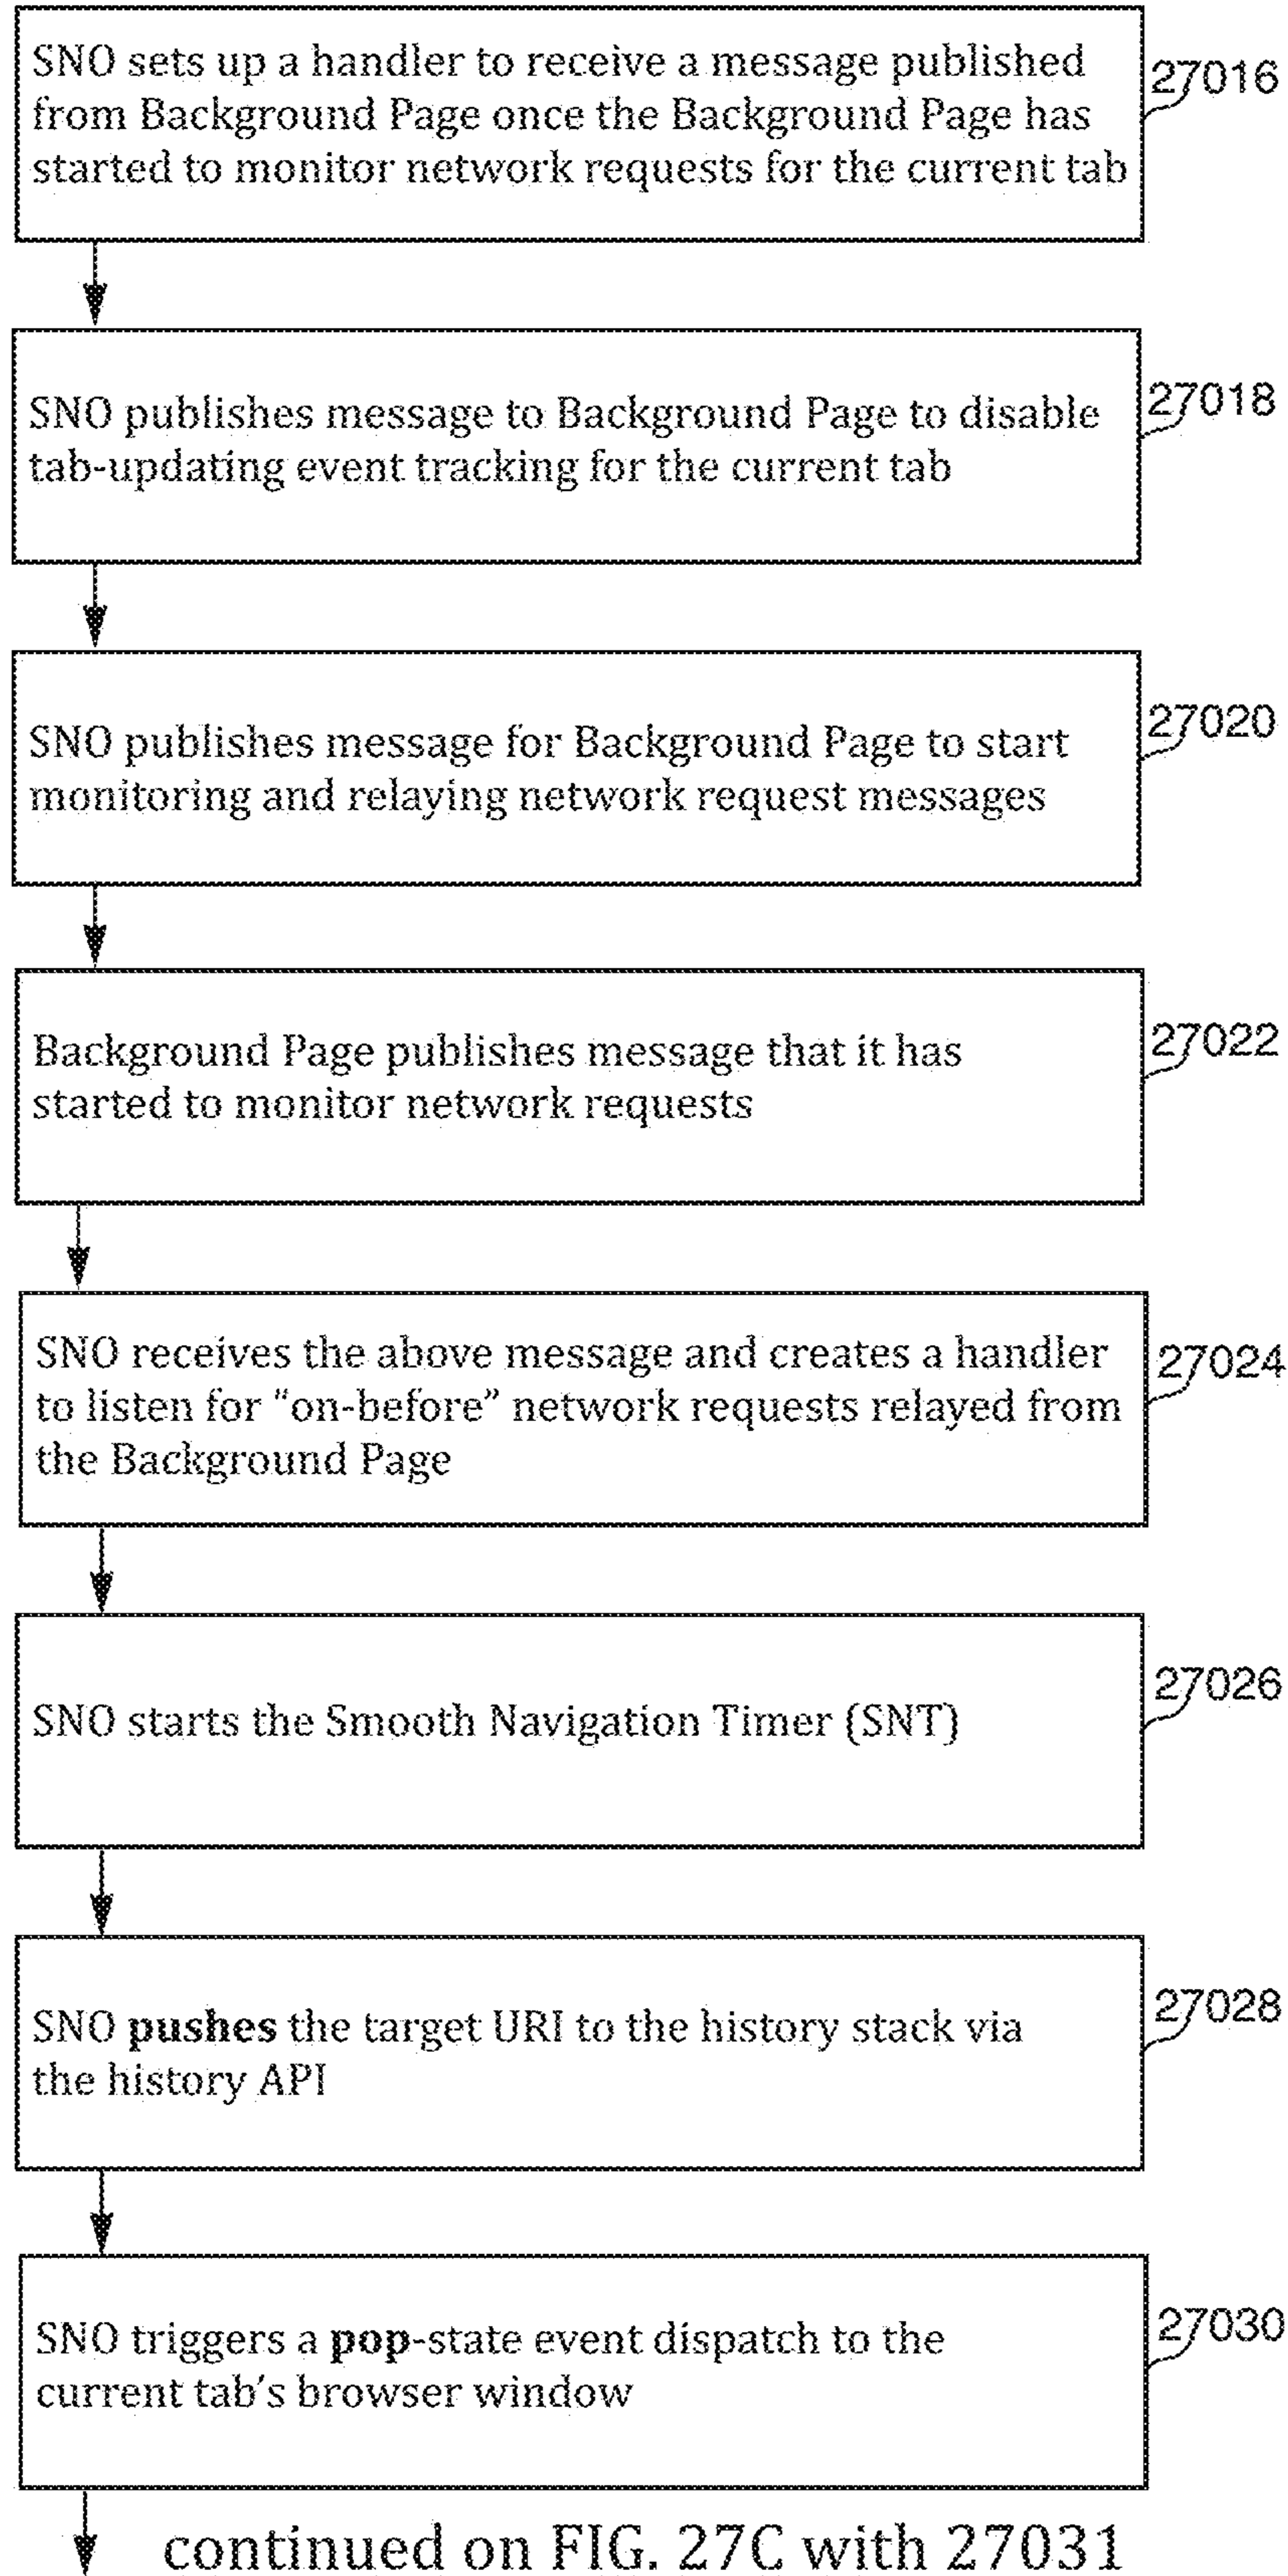 SNO sets up a handler to receive a message published
from Background Page once the Background Page has
started to monitor network requests for the current tab
27016
SNO publishes message to Background Page to disable
tab-updating event tracking for the current tab
27018
SNO publishes message for Background Page to start
monitoring and relaying network request messages
27020
Background Page publishes message that it has
started to monitor network requests
27022
SNO receives the above message and creates a handler
to listen for “on-before” network requests relayed from
the Background Page
27024
SNO starts the Smooth Navigation Timer (SNT)
27026
SNO pushes the target URI to the history stack via
the history API
27028
SNO triggers a pop-state event dispatch to the
current tab’s browser window
27030
continued on FIG. 27C with 27031